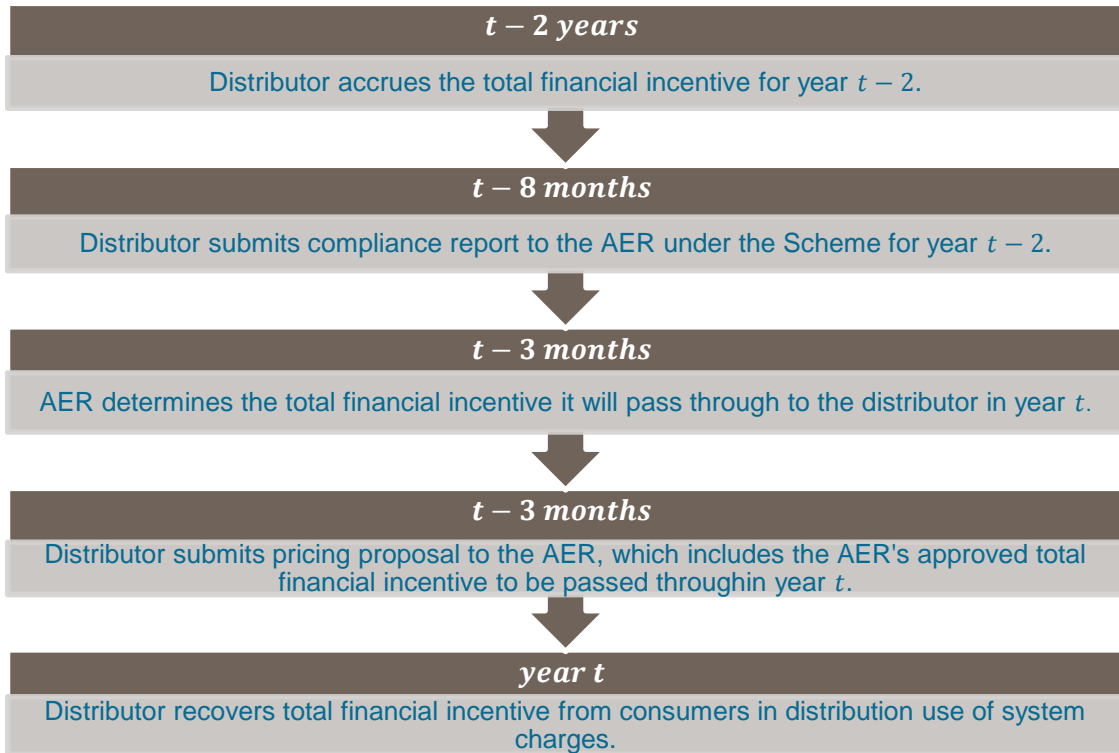 t − 2 years
Distributor accrues the total financial incentive for year t − 2.
t − 8 months
Distributor submits compliance report to the AER under the Scheme for year t − 2.
t − 3 months
AER determines the total financial incentive it will pass through to the distributor in year t.
t − 3 months
Distributor submits pricing proposal to the AER, which includes the AER's approved total
financial incentive to be passed throughin year t.
year t
Distributor recovers total financial incentive from consumers in distribution use of system
charges.